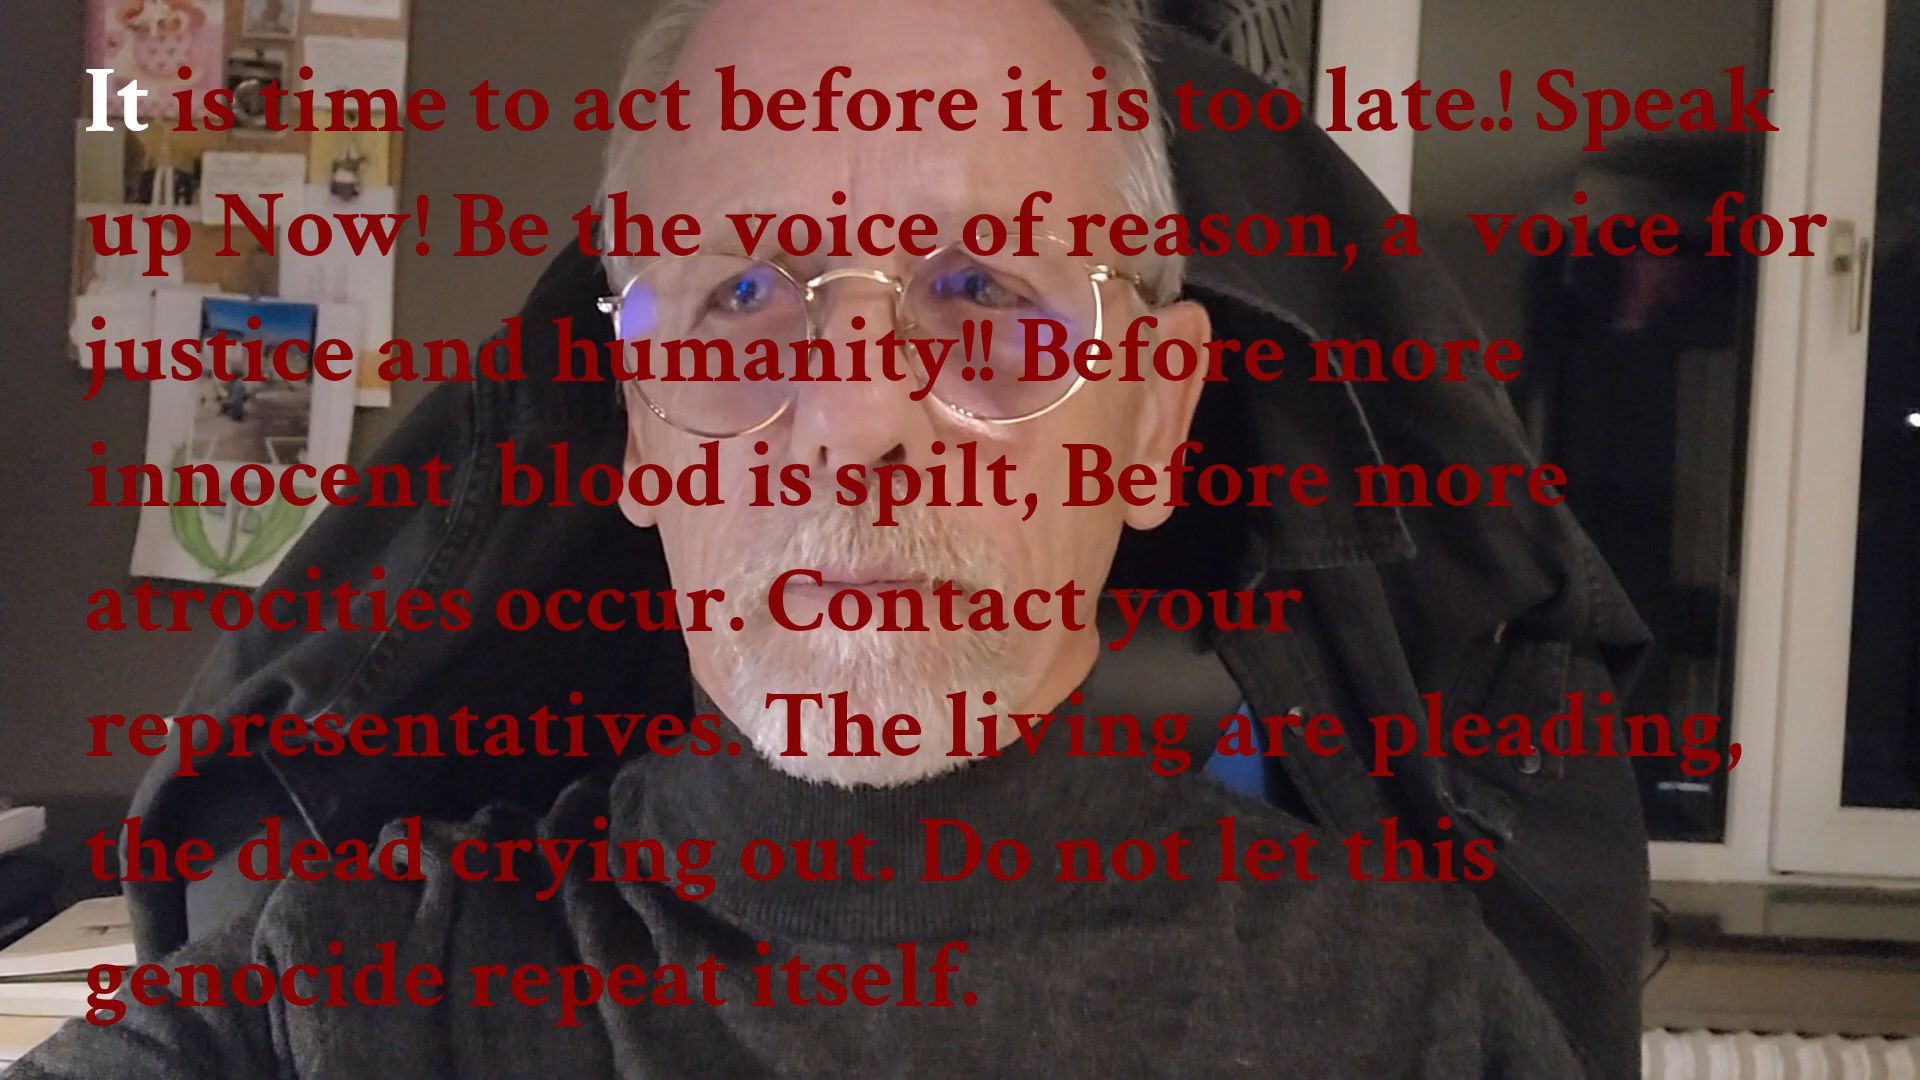 It is time to act before it is too late.! Speak
up Now! Be the voice of reason, a  voice for
justice and humanity!! Before more
innocent  blood is spilt, Before more
atrocities occur. Contact your
representatives. The living are pleading,
the dead crying out. Do not let this
genocide repeat itself.